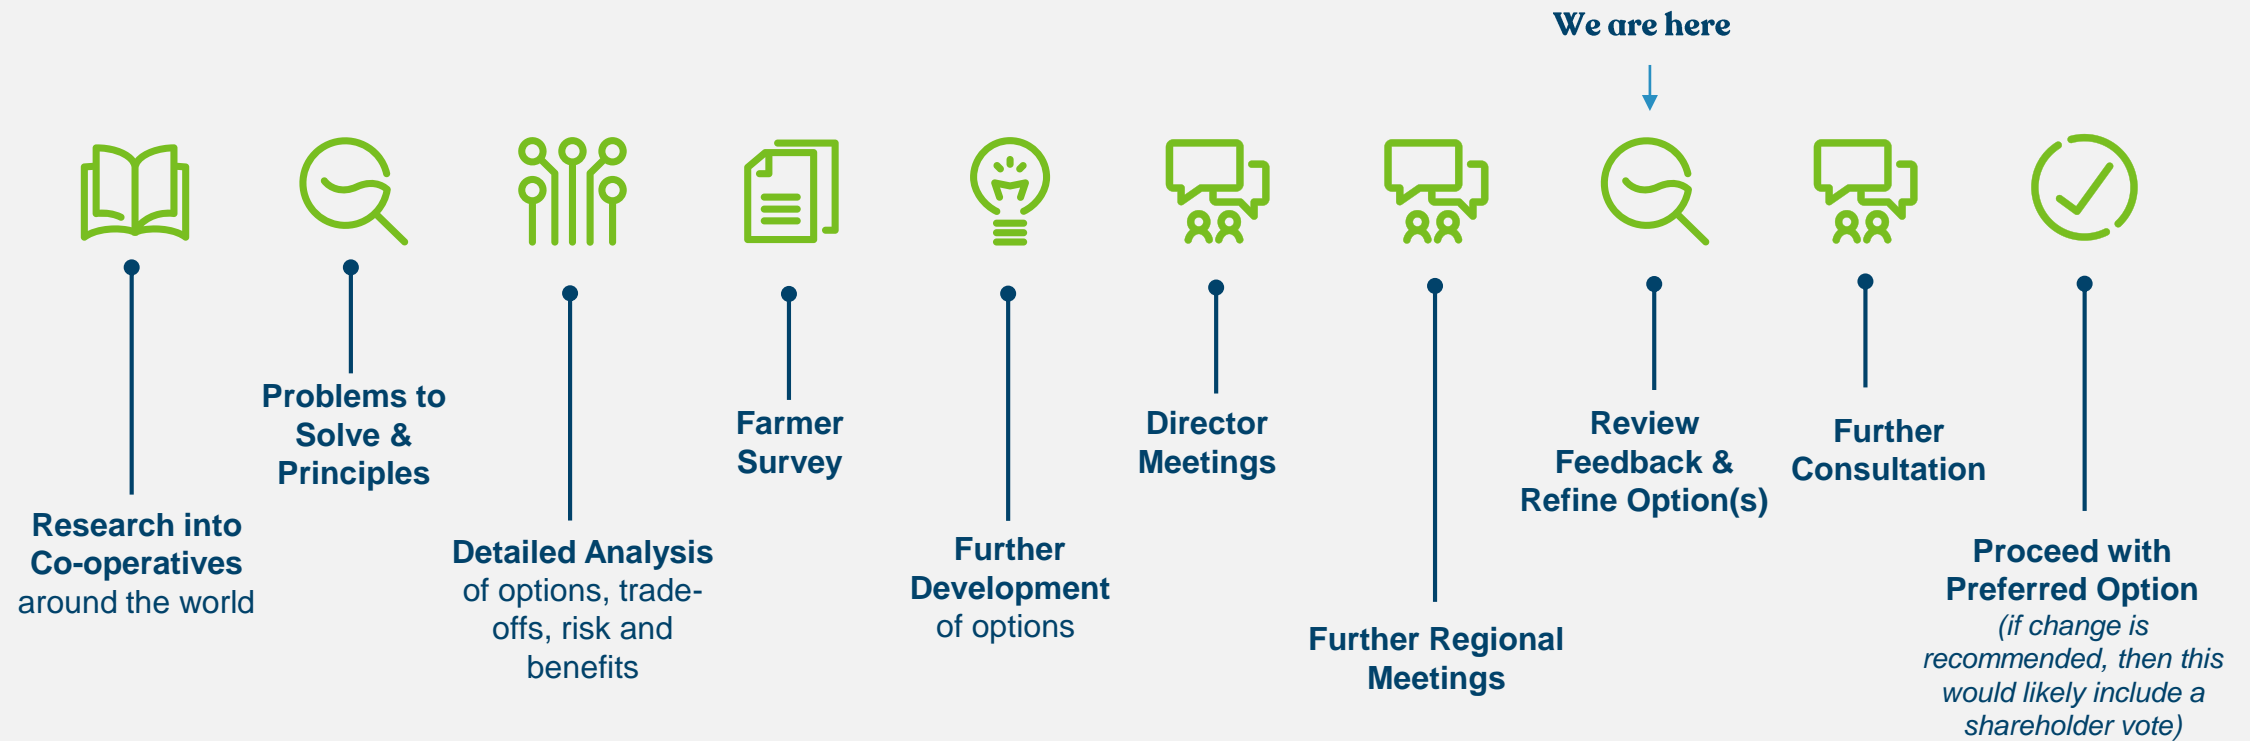 We are here
Research into
Co-operatives
around the world
Problems to
Solve &
Principles
Detailed Analysis
of options, trade-
offs, risk and
benefits
Farmer
Survey
Further
Development
of options
Director
Meetings
Further Regional
Meetings
Review
Feedback &
Refine Option(s)
Further
Consultation
Proceed with
Preferred Option
(if change is
recommended, then this
would likely include a
shareholder vote)